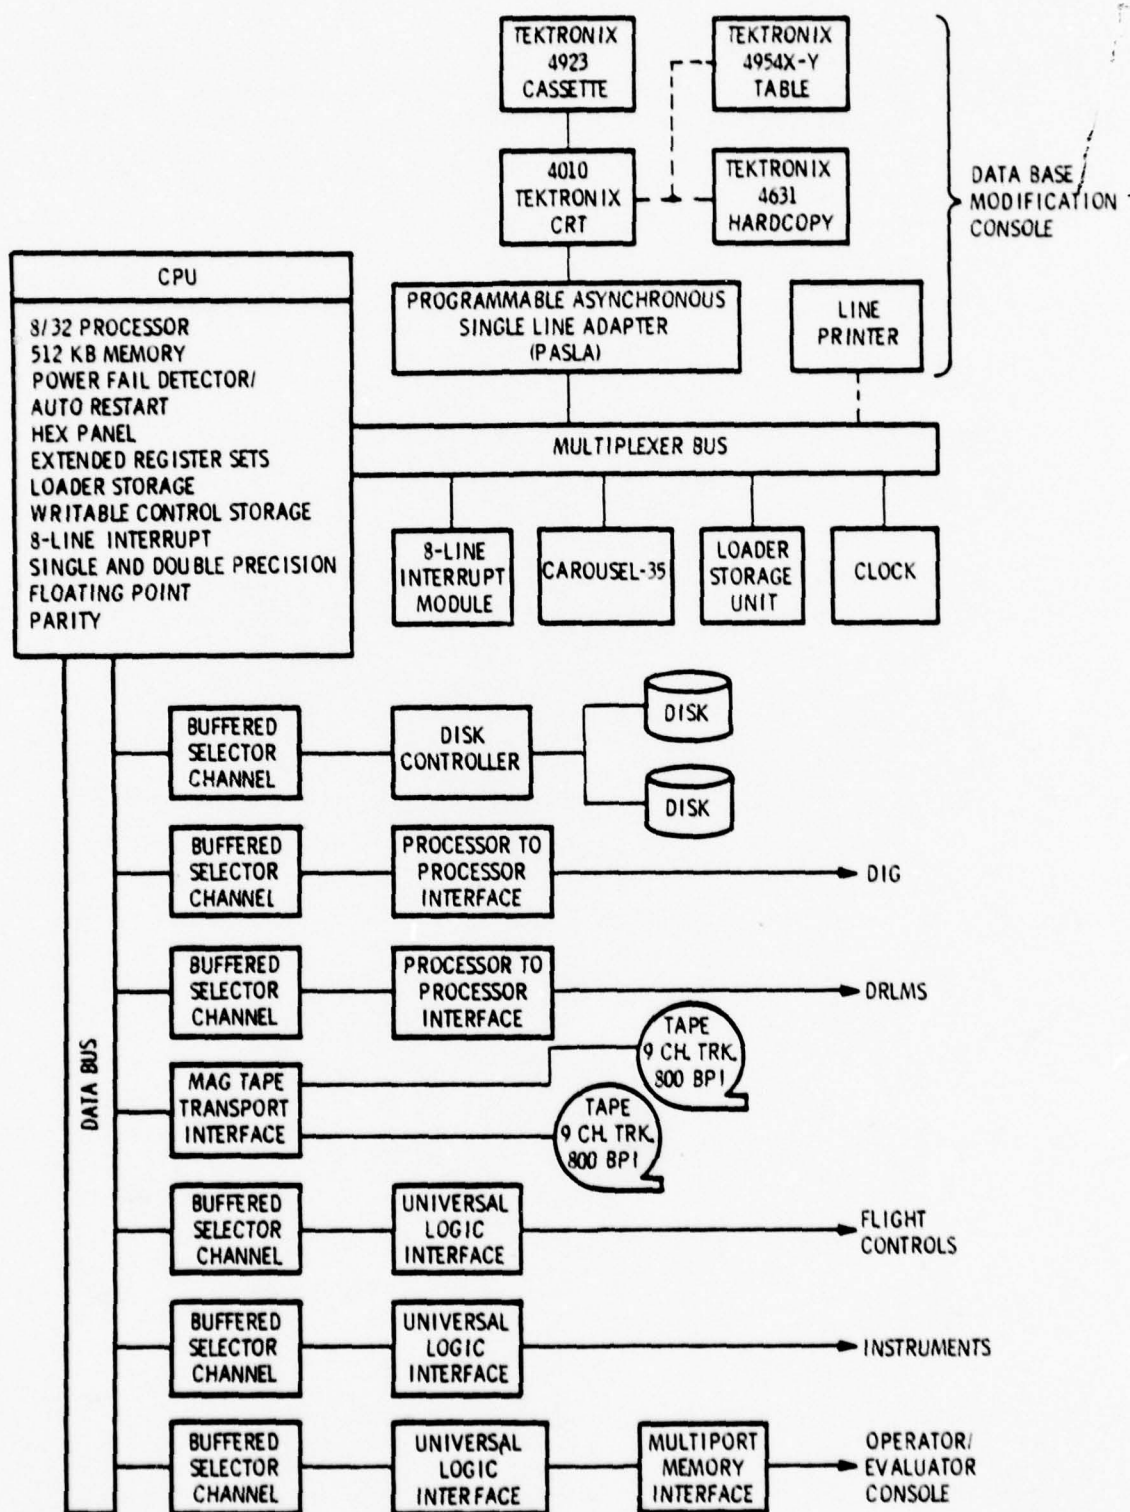 TEKTRONIX
4923
CASSETTE
TEKTRONIX
4954X-Y
TABLE
4010
TEKTRONIX
CRT
TEKTRONIX
4631
HARDCOPY
DATA BASE
MODIFICATION
CONSOLE
PROGRAMMABLE ASYNCHRONOUS
SINGLE LINE ADAPTER
(PASLA)
LINE
PRINTER
CPU
8/32 PROCESSOR
512 KB MEMORY
POWER FAIL DETECTOR/
AUTO RESTART
HEX PANEL
EXTENDED REGISTER SETS
LOADER STORAGE
WRITABLE CONTROL STORAGE
8-LINE INTERRUPT
SINGLE AND DOUBLE PRECISION
FLOATING POINT
PARITY
MULTIPLEXER BUS
8-LINE
INTERRUPT
MODULE
CAROUSEL-35
LOADER
STORAGE
UNIT
CLOCK
DATA BUS
BUFFERED
SELECTOR
CHANNEL
DISK
CONTROLLER
DISK
DISK
BUFFERED
SELECTOR
CHANNEL
PROCESSOR TO
PROCESSOR
INTERFACE
DIG
BUFFERED
SELECTOR
CHANNEL
PROCESSOR TO
PROCESSOR
INTERFACE
DRLMS
MAG TAPE
TRANSPORT
INTERFACE
TAPE
9 CH. TRK.
800 BPI
TAPE
9 CH. TRK.
800 BPI
BUFFERED
SELECTOR
CHANNEL
UNIVERSAL
LOGIC
INTERFACE
FLIGHT
CONTROLS
BUFFERED
SELECTOR
CHANNEL
UNIVERSAL
LOGIC
INTERFACE
INSTRUMENTS
BUFFERED
SELECTOR
CHANNEL
UNIVERSAL
LOGIC
INTERFACE
MULTIPORT
MEMORY
INTERFACE
OPERATOR/
EVALUATOR
CONSOLE